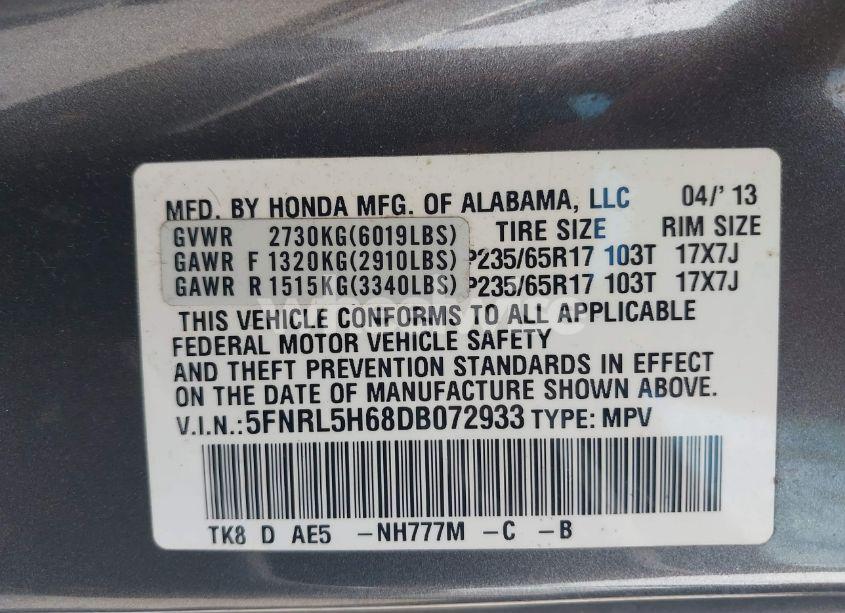 MFD. BY HONDA MFG. OF ALABAMA, LLC 04/' 13
GVWR 2730KG(6019LBS) TIRE SIZE RIM SIZE
GAWR F 1320KG(2910LBS) P235/65R17 103T 17X7J
GAWR R 1515KG(3340LBS) P235/65R17 103T 17X7J
THIS VEHICLE CONFORMS TO ALL APPLICABLE
FEDERAL MOTOR VEHICLE SAFETY
AND THEFT PREVENTION STANDARDS IN EFFECT
ON THE DATE OF MANUFACTURE SHOWN ABOVE.
V.I.N.:5FNRL5H68DB072933 TYPE: MPV
TK8 D AE5 -NH777M -C -B